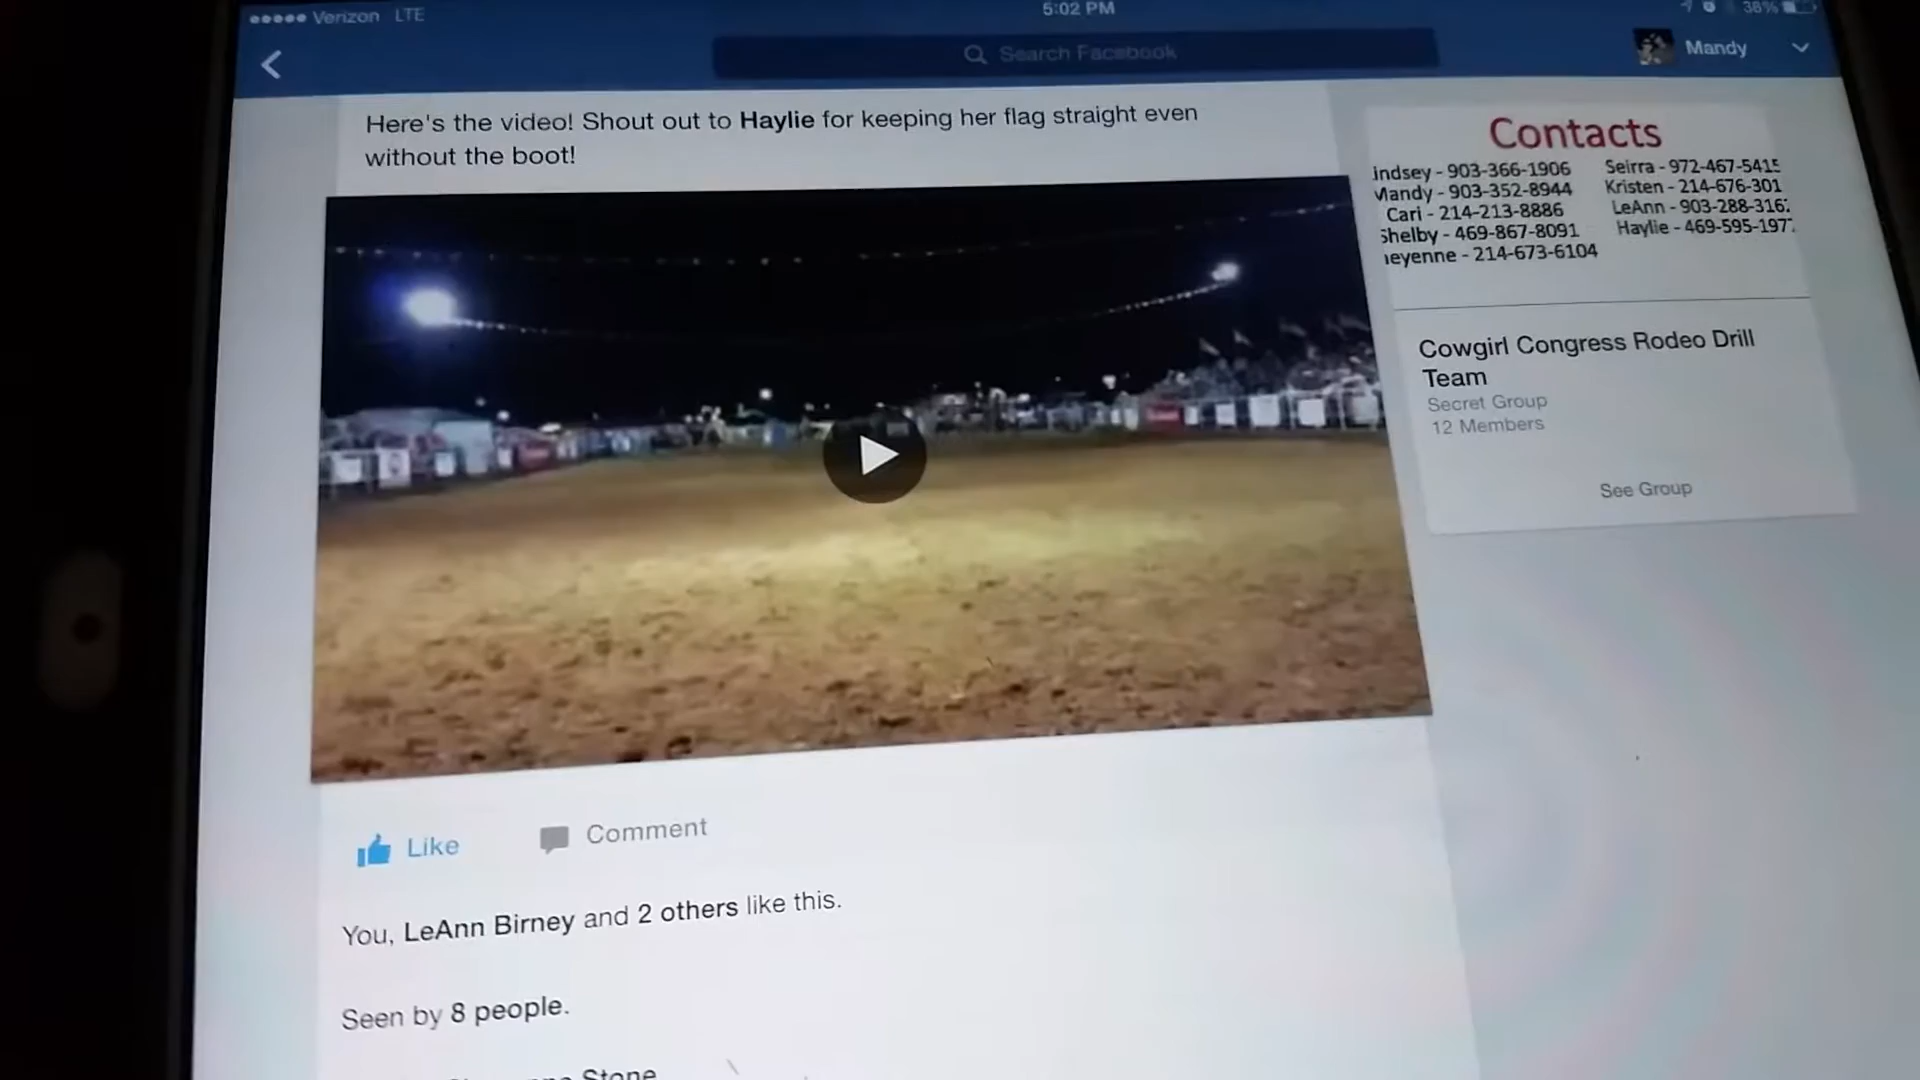 Verizon LTE
5:02 PM
38%
Search Facebook
Mandy
Here's the video! Shout out to Haylie for keeping her flag straight even
without the boot!
Contacts
indsey - 903-366-1906
Mandy - 903-352-8944
Cari - 214-213-8886
Shelby - 469-867-8091
eyenne - 214-673-6104
Seirra - 972-467-5415
Kristen - 214-676-301
LeAnn - 903-288-316
Haylie - 469-595-197
Cowgirl Congress Rodeo Drill
Team
Secret Group
12 Members
See Group
Like
Comment
You, LeAnn Birney and 2 others like this.
Seen by 8 people.
Stone